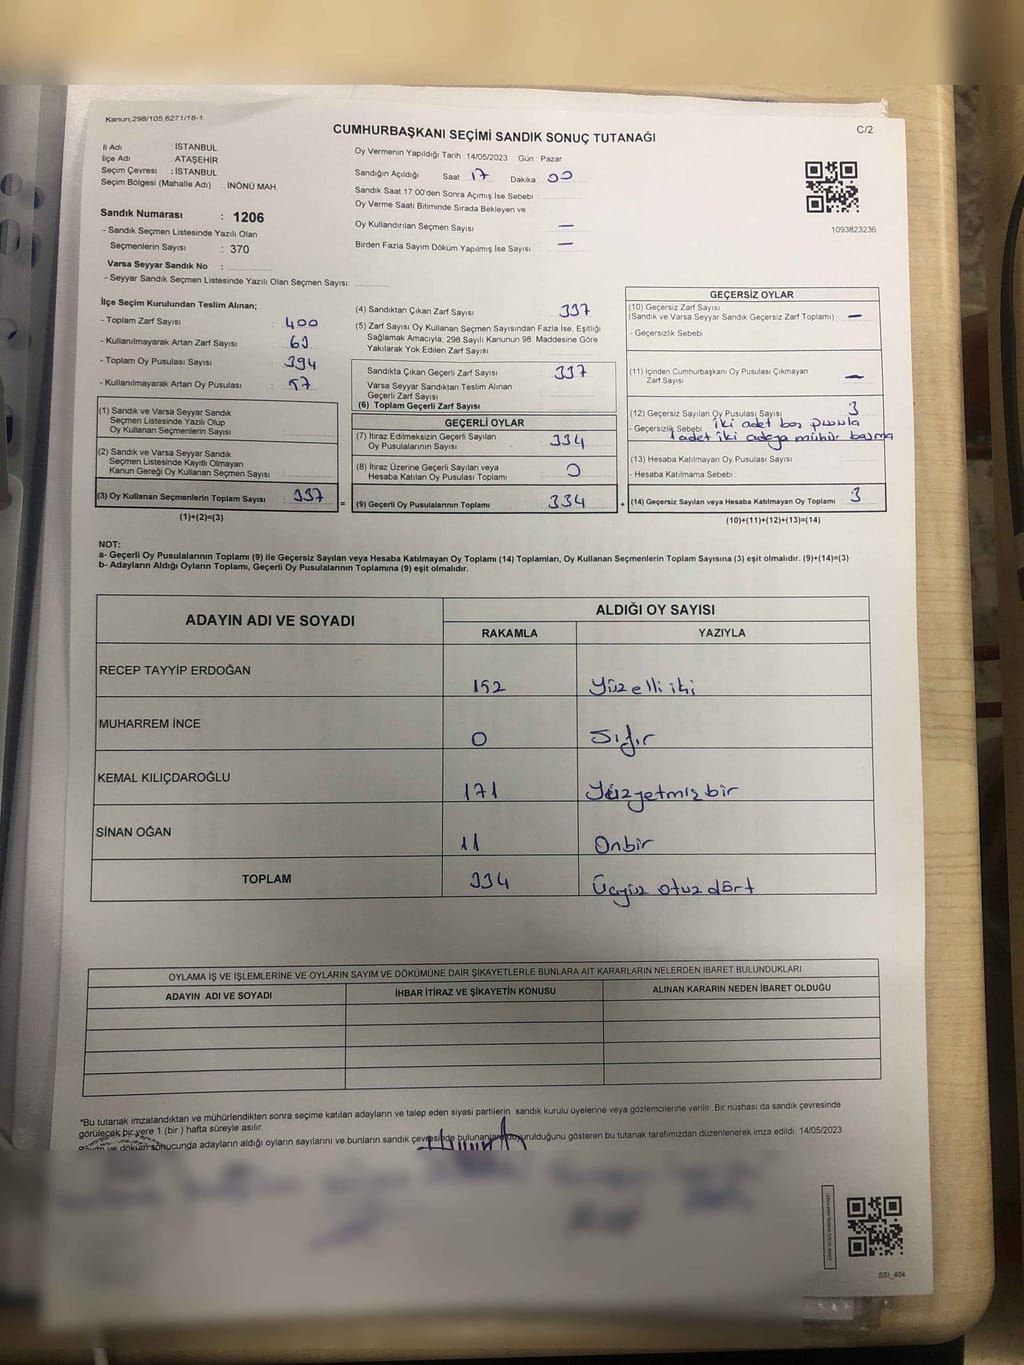 Kanun:298/105,6271/18-1
C/2
CUMHURBAŞKANI SEÇİMİ SANDIK SONUÇ TUTANAĞI
İl Adı : İSTANBUL
İlçe Adı : ATAŞEHİR
Seçim Çevresi : İSTANBUL
Seçim Bölgesi (Mahalle Adı) : İNÖNÜ MAH.
Sandık Numarası : 1206
- Sandık Seçmen Listesinde Yazılı Olan
Seçmenlerin Sayısı : 370
Varsa Seyyar Sandık No :
- Seyyar Sandık Seçmen Listesinde Yazılı Olan Seçmen Sayısı:
Oy Vermenin Yapıldığı Tarih :14/05/2023 Gün : Pazar
Sandığın Açıldığı Saat 17 Dakika 00
Sandık Saat 17.00'den Sonra Açımış İse Sebebi
Oy Verme Saati Bitiminde Sırada Bekleyen ve
Oy Kullandırılan Seçmen Sayısı —
Birden Fazla Sayım Döküm Yapılmış İse Sayısı —
1093823236
İlçe Seçim Kurulundan Teslim Alınan;
- Toplam Zarf Sayısı : 400
- Kullanılmayarak Artan Zarf Sayısı : 63
- Toplam Oy Pusulası Sayısı : 394
- Kullanılmayarak Artan Oy Pusulası : 57
(1) Sandık ve Varsa Seyyar Sandık
Seçmen Listesinde Yazılı Olup
Oy Kullanan Seçmenlerin Sayısı :
(2) Sandık ve Varsa Seyyar Sandık
Seçmen Listesinde Kayıtlı Olmayan
Kanun Gereği Oy Kullanan Seçmen Sayısı :
(3) Oy Kullanan Seçmenlerin Toplam Sayısı : 337
(1)+(2)=(3)
=
(4) Sandıktan Çıkan Zarf Sayısı : 337
(5) Zarf Sayısı Oy Kullanan Seçmen Sayısından Fazla İse, Eşitliği
Sağlamak Amacıyla, 298 Sayılı Kanunun 98. Maddesine Göre
Yakılarak Yok Edilen Zarf Sayısı
Sandıkta Çıkan Geçerli Zarf Sayısı : 337
Varsa Seyyar Sandıktan Teslim Alınan
Geçerli Zarf Sayısı
(6) Toplam Geçerli Zarf Sayısı
GEÇERLİ OYLAR
(7) İtiraz Edilmeksizin Geçerli Sayılan
Oy Pusulalarının Sayısı 334
(8) İtiraz Üzerine Geçerli Sayılan veya
Hesaba Katılan Oy Pusulası Toplamı 0
(9) Geçerli Oy Pusulalarının Toplamı 334
+
GEÇERSİZ OYLAR
(10) Geçersiz Zarf Sayısı
(Sandık ve Varsa Seyyar Sandık Geçersiz Zarf Toplamı) —
- Geçersizlik Sebebi
(11) İçinden Cumhurbaşkanı Oy Pusulası Çıkmayan
Zarf Sayısı —
(12) Geçersiz Sayılan Oy Pusulası Sayısı 3
- Geçersizlik Sebebi iki adet boş pusula
1 adet iki adaya mühür basma
(13) Hesaba Katılmayan Oy Pusulası Sayısı
- Hesaba Katılmama Sebebi :
(14) Geçersiz Sayılan veya Hesaba Katılmayan Oy Toplamı : 3
(10)+(11)+(12)+(13)=(14)
NOT:
a- Geçerli Oy Pusulalarının Toplamı (9) ile Geçersiz Sayılan veya Hesaba Katılmayan Oy Toplamı (14) Toplamları, Oy Kullanan Seçmenlerin Toplam Sayısına (3) eşit olmalıdır. (9)+(14)=(3)
b- Adayların Aldığı Oyların Toplamı, Geçerli Oy Pusulalarının Toplamına (9) eşit olmalıdır.
ADAYIN ADI VE SOYADI
ALDIĞI OY SAYISI
RAKAMLA YAZIYLA
RECEP TAYYİP ERDOĞAN 152 Yüzelliiki
MUHARREM İNCE 0 Sıfır
KEMAL KILIÇDAROĞLU 171 Yüzyetmişbir
SİNAN OĞAN 11 Onbir
TOPLAM 334 Üçyüz otuzdört
OYLAMA İŞ VE İŞLEMLERİNE VE OYLARIN SAYIM VE DÖKÜMÜNE DAİR ŞİKAYETLERLE BUNLARA AİT KARARLARIN NELERDEN İBARET BULUNDUKLARI
ADAYIN ADI VE SOYADI İHBAR İTİRAZ VE ŞİKAYETİN KONUSU ALINAN KARARIN NEDEN İBARET OLDUĞU
*Bu tutanak imzalandıktan ve mühürlendikten sonra seçime katılan adayların ve talep eden siyasi partilerin sandık kurulu üyelerine veya gözlemcilerine verilir. Bir nüshası da sandık çevresinde
görülecek bir yere 1 (bir) hafta süreyle asılır.
Sayım ve döküm sonucunda adayların aldığı oyların sayılarını ve bunların sandık çevresinde bulunanlara duyurulduğunu gösteren bu tutanak tarafımızdan düzenlenerek imza edildi. 14/05/2023
SSI_404